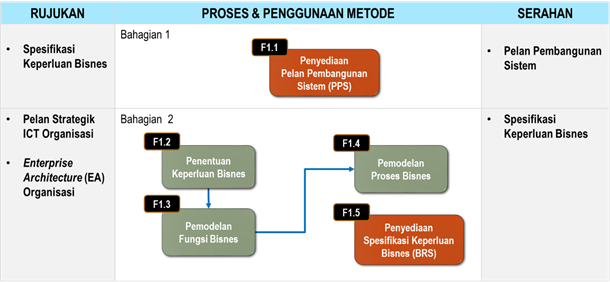 RUJUKAN
PROSES & PENGGUNAAN METODE
SERAHAN
• Spesifikasi
Keperluan Bisnes
Bahagian 1
F1.1
Penyediaan
Pelan Pembangunan
Sistem (PPS)
• Pelan Pembangunan
Sistem
• Pelan Strategik
ICT Organisasi
• Enterprise
Architecture (EA)
Organisasi
Bahagian 2
F1.2
Penentuan
Keperluan Bisnes
F1.3
Pemodelan
Fungsi Bisnes
F1.4
Pemodelan
Proses Bisnes
F1.5
Penyediaan
Spesifikasi Keperluan
Bisnes (BRS)
• Spesifikasi
Keperluan Bisnes